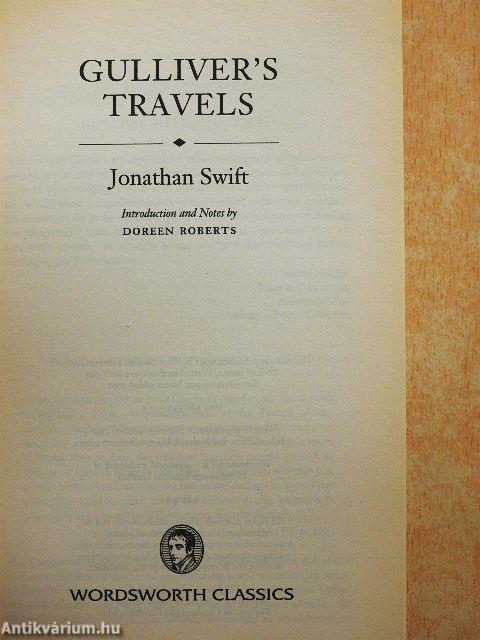 GULLIVER'S
TRAVELS
Jonathan Swift
Introduction and Notes by
DOREEN ROBERTS
WORDSWORTH CLASSICS
Antikvárium.hu